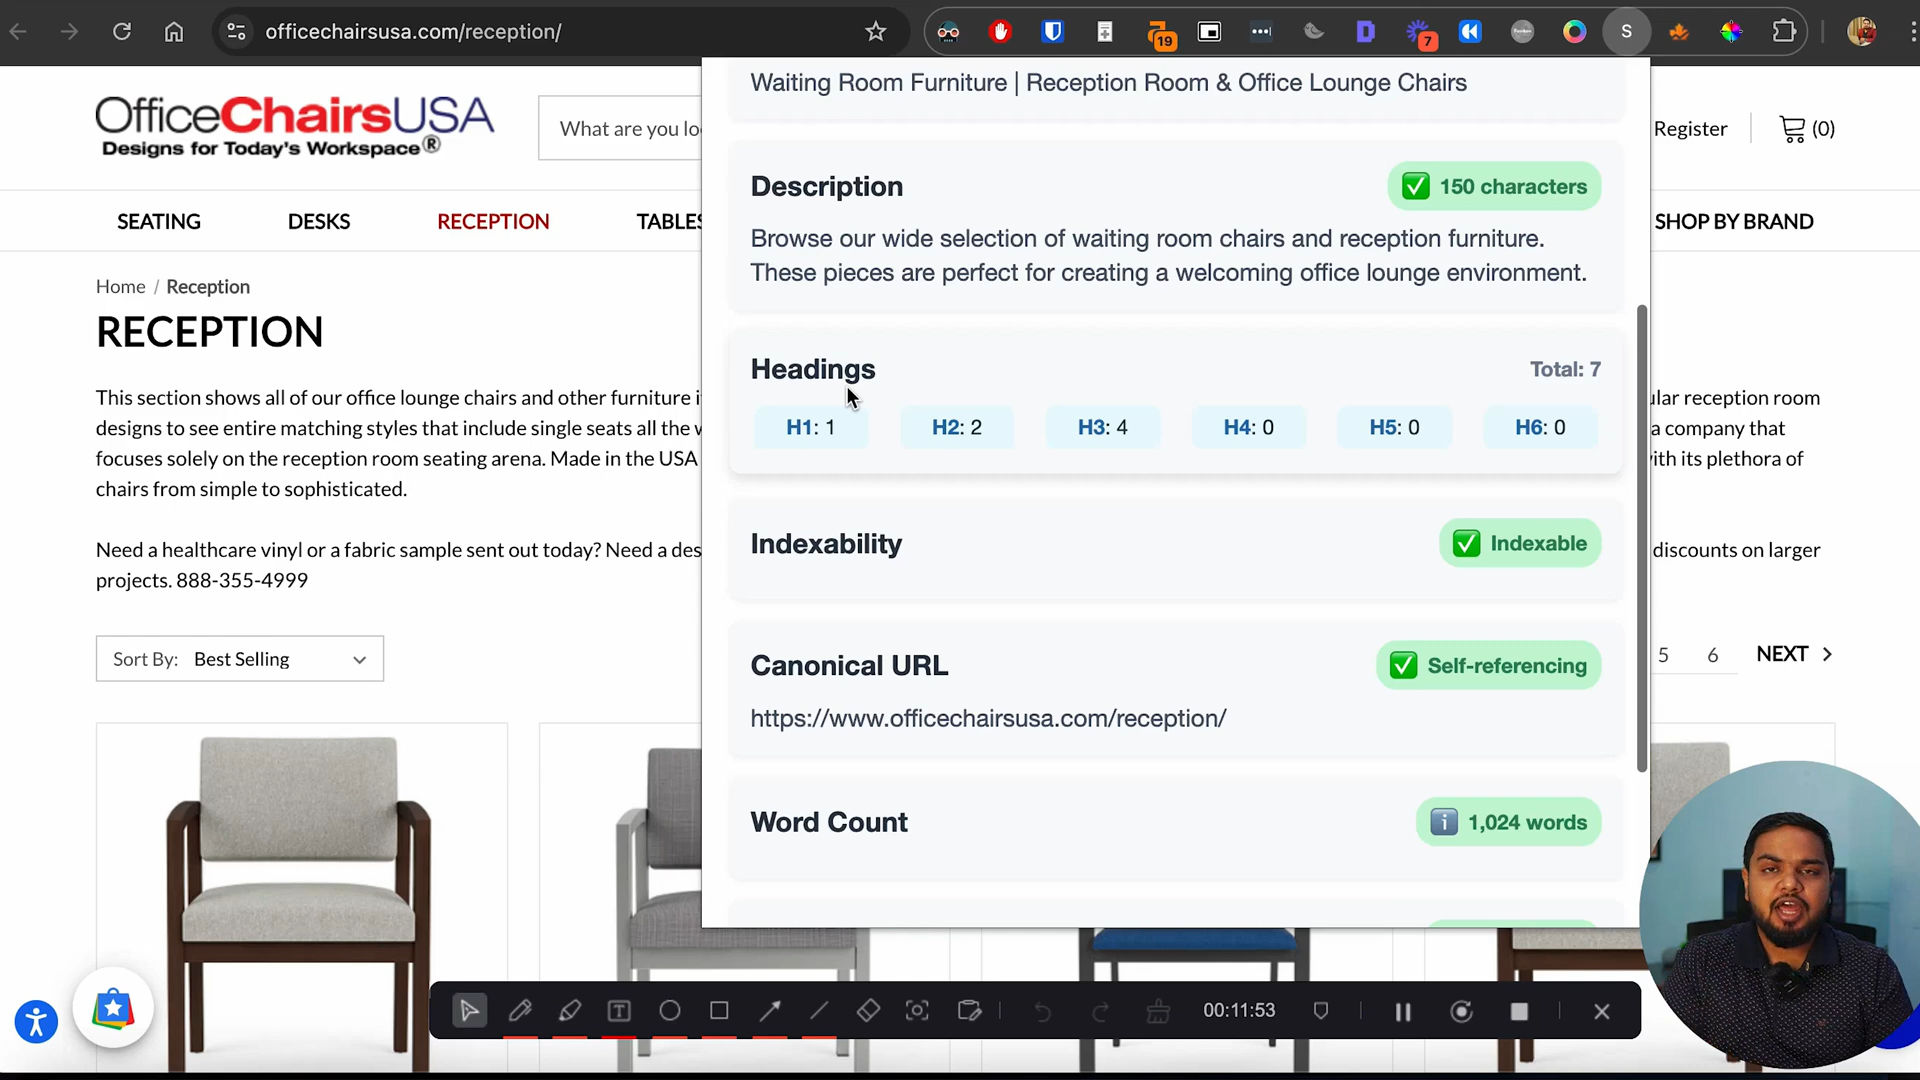 officechairsusa.com/reception/
19
7
S
OfficeChairsUSA
Designs for Today's Workspace®
What are you lo
Register
(0)
SEATING
DESKS
RECEPTION
TABLES
SHOP BY BRAND
Home / Reception
RECEPTION
This section shows all of our office lounge chairs and other furniture i
ular reception room
designs to see entire matching styles that include single seats all the w
a company that
focuses solely on the reception room seating arena. Made in the USA
ith its plethora of
chairs from simple to sophisticated.
Need a healthcare vinyl or a fabric sample sent out today? Need a des
discounts on larger
projects. 888-355-4999
Sort By: Best Selling
5
6
NEXT
Waiting Room Furniture | Reception Room & Office Lounge Chairs
Description
150 characters
Browse our wide selection of waiting room chairs and reception furniture.
These pieces are perfect for creating a welcoming office lounge environment.
Headings
Total: 7
H1: 1
H2: 2
H3: 4
H4: 0
H5: 0
H6: 0
Indexability
Indexable
Canonical URL
Self-referencing
https://www.officechairsusa.com/reception/
Word Count
1,024 words
00:11:53